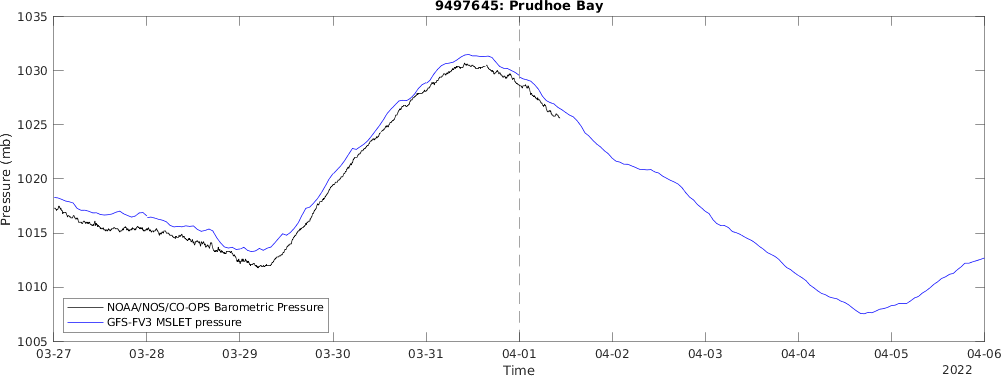 9497645: Prudhoe Bay
1035
1030
1025
1020
1015
1010
1005
Pressure (mb)
NOAA/NOS/CO-OPS Barometric Pressure
GFS-FV3 MSLET pressure
03-27 03-28 03-29 03-30 03-31 04-01 04-02 04-03 04-04 04-05 04-06
Time
2022